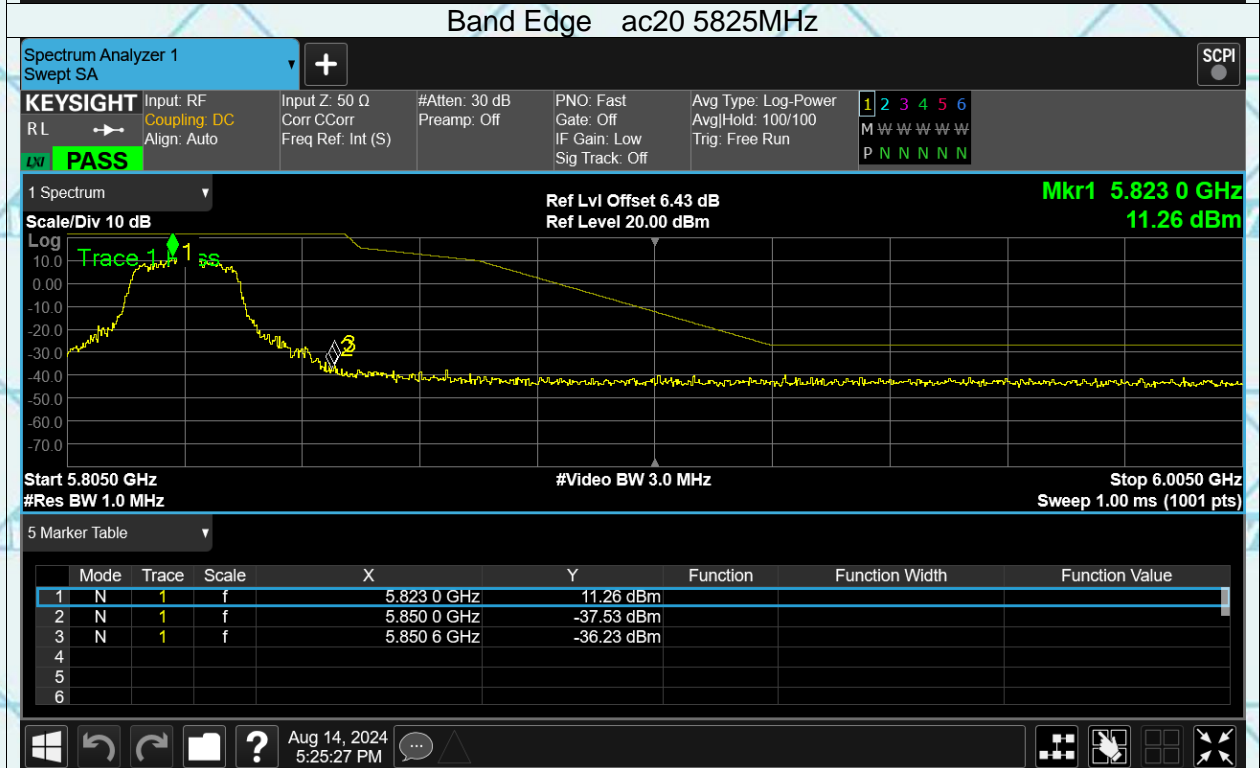 Band Edge ac20 5825MHz
Spectrum Analyzer 1
Swept SA
SCPI
KEYSIGHT
R L
LXI PASS
Input: RF
Coupling: DC
Align: Auto
Input Z: 50 Ω
Corr CCorr
Freq Ref: Int (S)
#Atten: 30 dB
Preamp: Off
PNO: Fast
Gate: Off
IF Gain: Low
Sig Track: Off
Avg Type: Log-Power
Avg|Hold: 100/100
Trig: Free Run
1 2 3 4 5 6
M W W W W W
P N N N N N
1 Spectrum
Scale/Div 10 dB
Ref Lvl Offset 6.43 dB
Ref Level 20.00 dBm
Mkr1 5.823 0 GHz
11.26 dBm
Log
Trace 1
1
10.0
0.00
-10.0
-20.0
-30.0
-40.0
-50.0
-60.0
-70.0
Start 5.8050 GHz
#Res BW 1.0 MHz
#Video BW 3.0 MHz
Stop 6.0050 GHz
Sweep 1.00 ms (1001 pts)
5 Marker Table
Mode Trace Scale X Y Function Function Width Function Value
1 N 1 f 5.823 0 GHz 11.26 dBm
2 N 1 f 5.850 0 GHz -37.53 dBm
3 N 1 f 5.850 6 GHz -36.23 dBm
4
5
6
Aug 14, 2024
5:25:27 PM